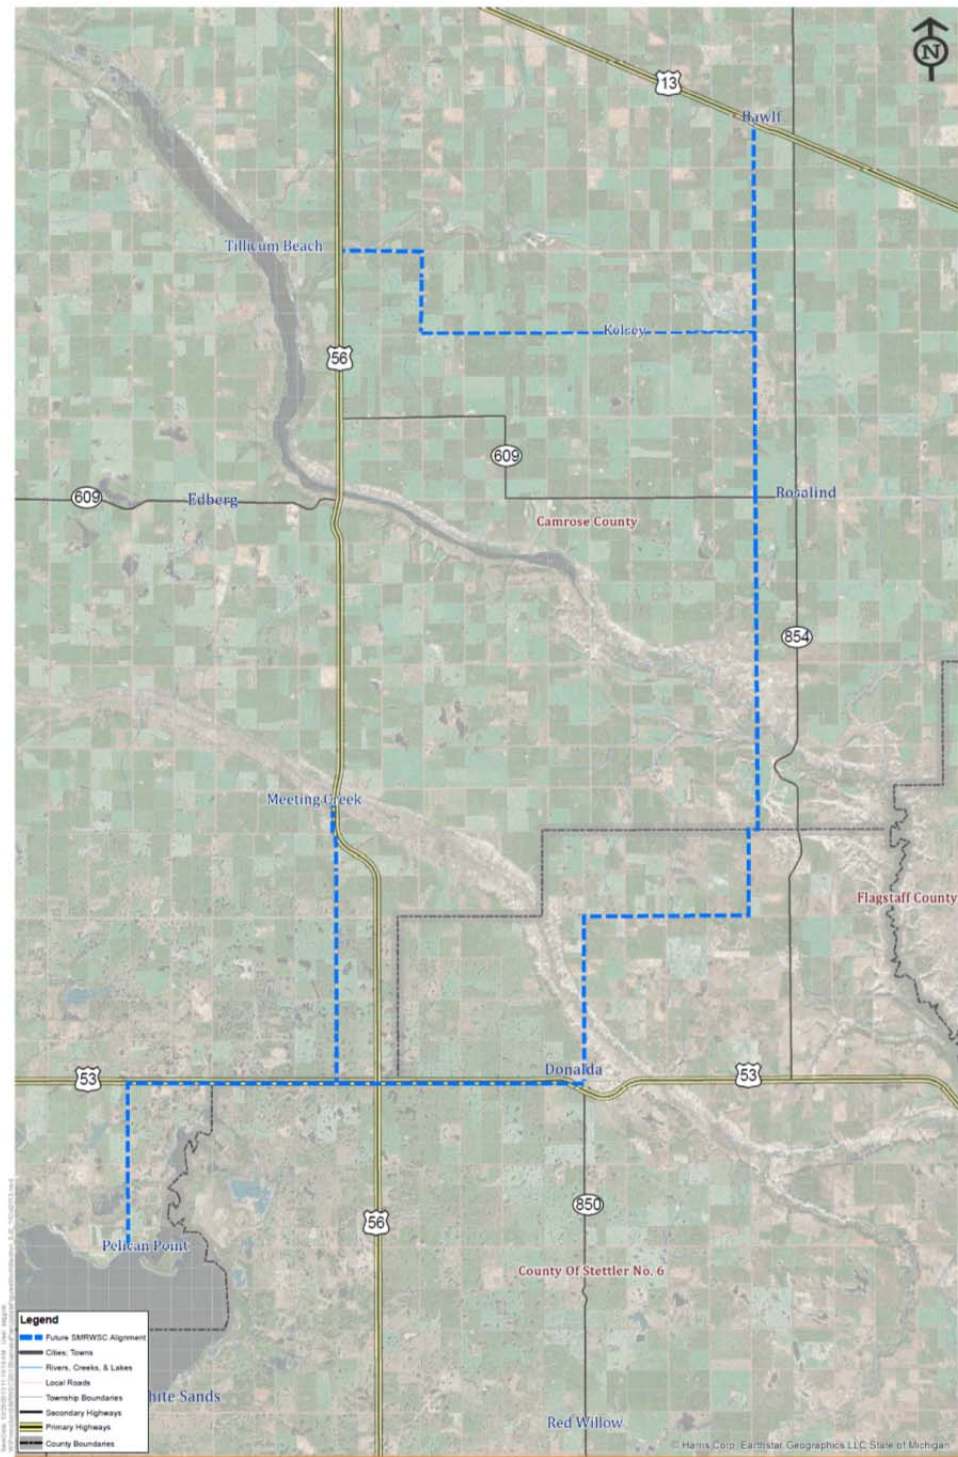 N
13
Bawlf
Tillicum Beach
Kelsey
56
609
609
Edberg
Rosalind
Camrose County
854
Meeting Creek
Flagstaff County
Donalda
53
53
850
56
Pelican Point
County Of Stettler No. 6
Legend
Future SMRWSC Alignment
Cities; Towns
Rivers, Creeks, & Lakes
Local Roads
Township Boundaries
Secondary Highways
Primary Highways
County Boundaries
hite Sands
Red Willow
© Harris Corp, Earthstar Geographics LLC State of Michigan